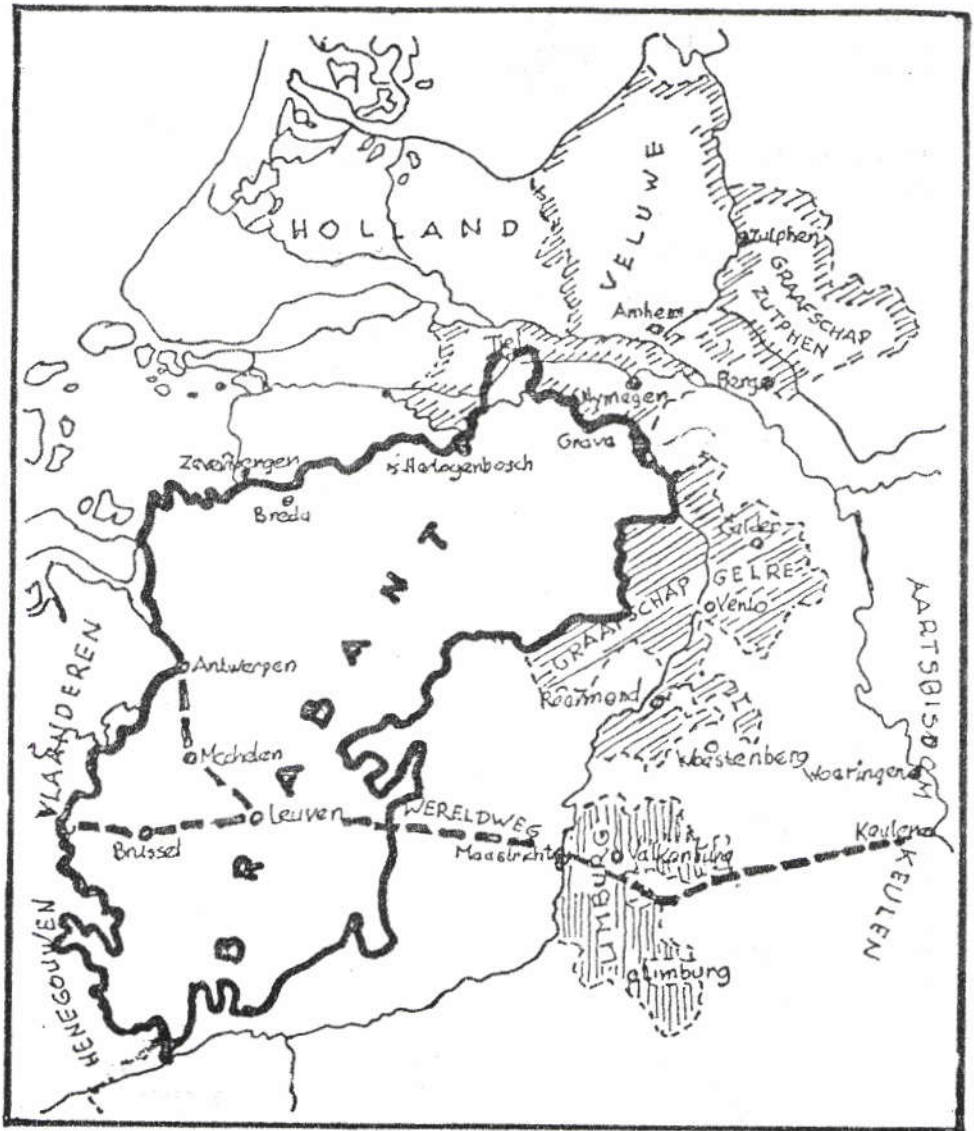 HOLLAND
VELUWE
Zutphen
GRAAFSCHAP
ZUTPHEN
Arnhem
Tiel
Berg
Nymegen
Grave
Zevenbergen
's Hertogenbosch
Breda
BRABANT
Gelder
GELRE
GRAAFSCHAP
Venlo
VLAANDEREN
Antwerpen
Roermond
AARTSBISDOM
Mechelen
Wassenberg
Woeringen
Leuven
WERELDWEG
Brussel
Maastricht
Valkenburg
Keulen
KEULEN
LIMBURG
Limburg
HENEGOUWEN